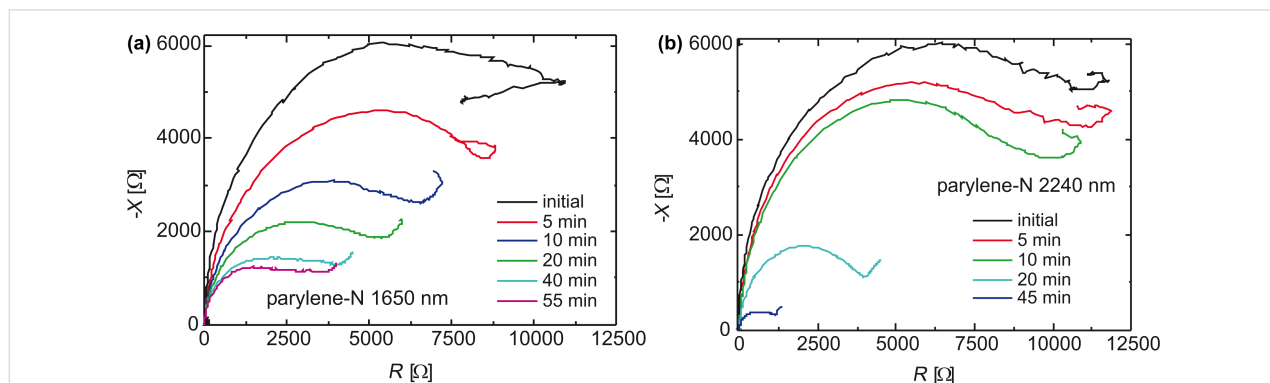 (a)
6000
4000
2000
0
-X [Ω]
initial
5 min
10 min
20 min
40 min
55 min
parylene-N 1650 nm
0 2500 5000 7500 10000 12500
R [Ω]
(b)
6000
4000
2000
0
-X [Ω]
parylene-N 2240 nm
initial
5 min
10 min
20 min
45 min
0 2500 5000 7500 10000 12500
R [Ω]